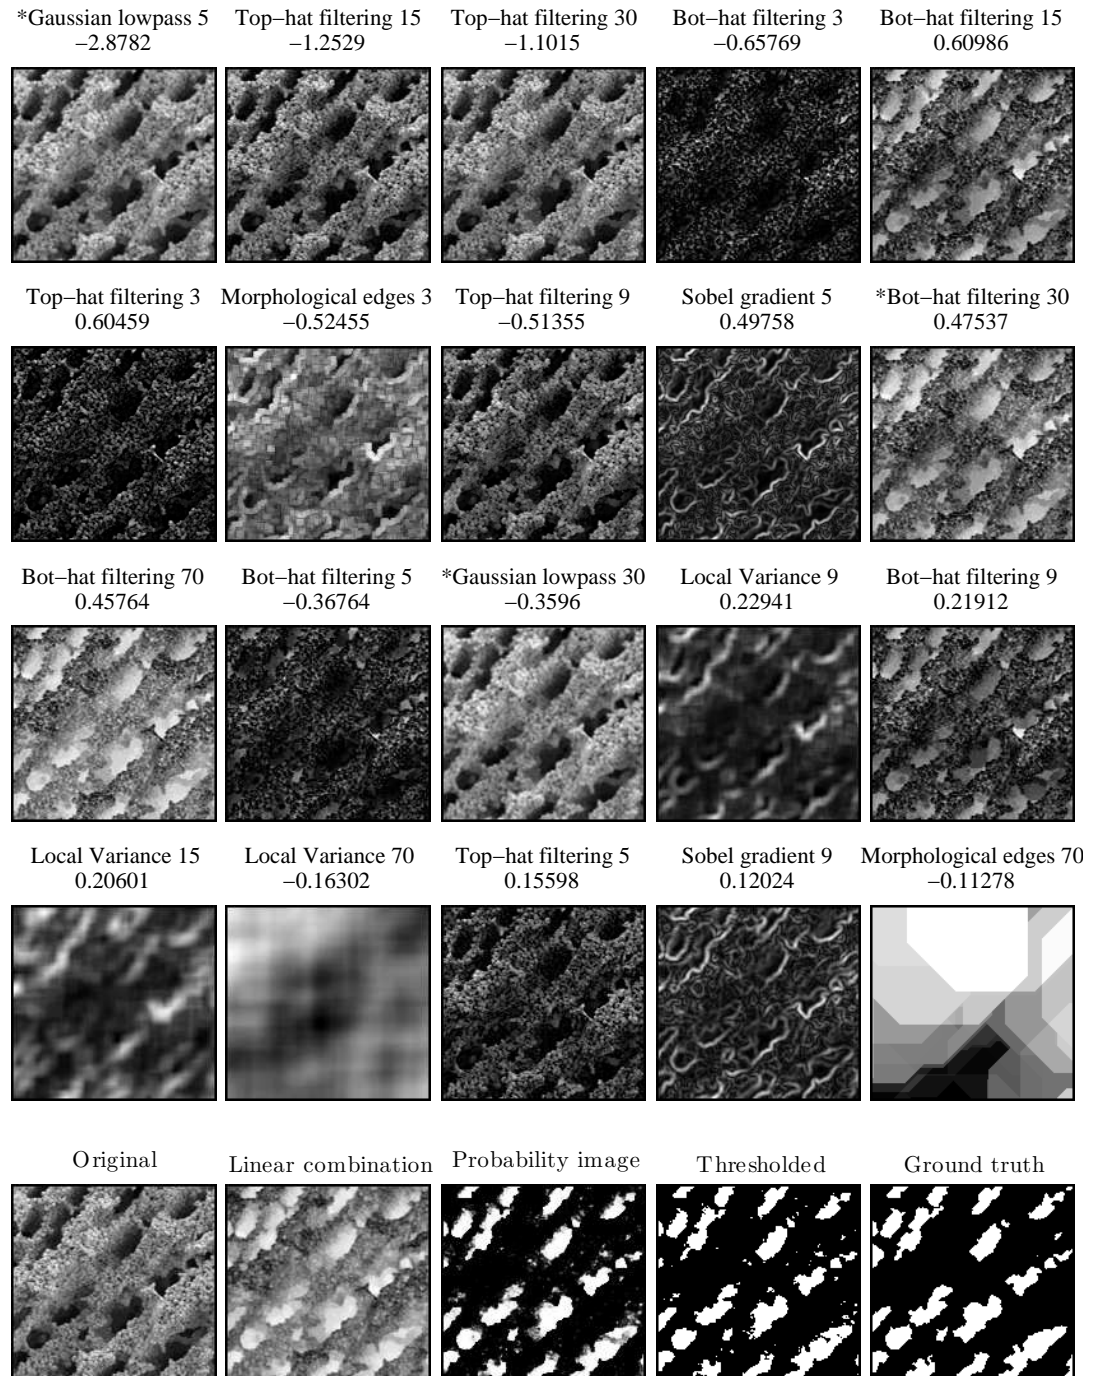 *Gaussian lowpass 5
−2.8782
Top−hat filtering 15
−1.2529
Top−hat filtering 30
−1.1015
Bot−hat filtering 3
−0.65769
Bot−hat filtering 15
0.60986
Top−hat filtering 3
0.60459
Morphological edges 3
−0.52455
Top−hat filtering 9
−0.51355
Sobel gradient 5
0.49758
*Bot−hat filtering 30
0.47537
Bot−hat filtering 70
0.45764
Bot−hat filtering 5
−0.36764
*Gaussian lowpass 30
−0.3596
Local Variance 9
0.22941
Bot−hat filtering 9
0.21912
Local Variance 15
0.20601
Local Variance 70
−0.16302
Top−hat filtering 5
0.15598
Sobel gradient 9
0.12024
Morphological edges 70
−0.11278
Original
Linear combination
Probability image
Thresholded
Ground truth